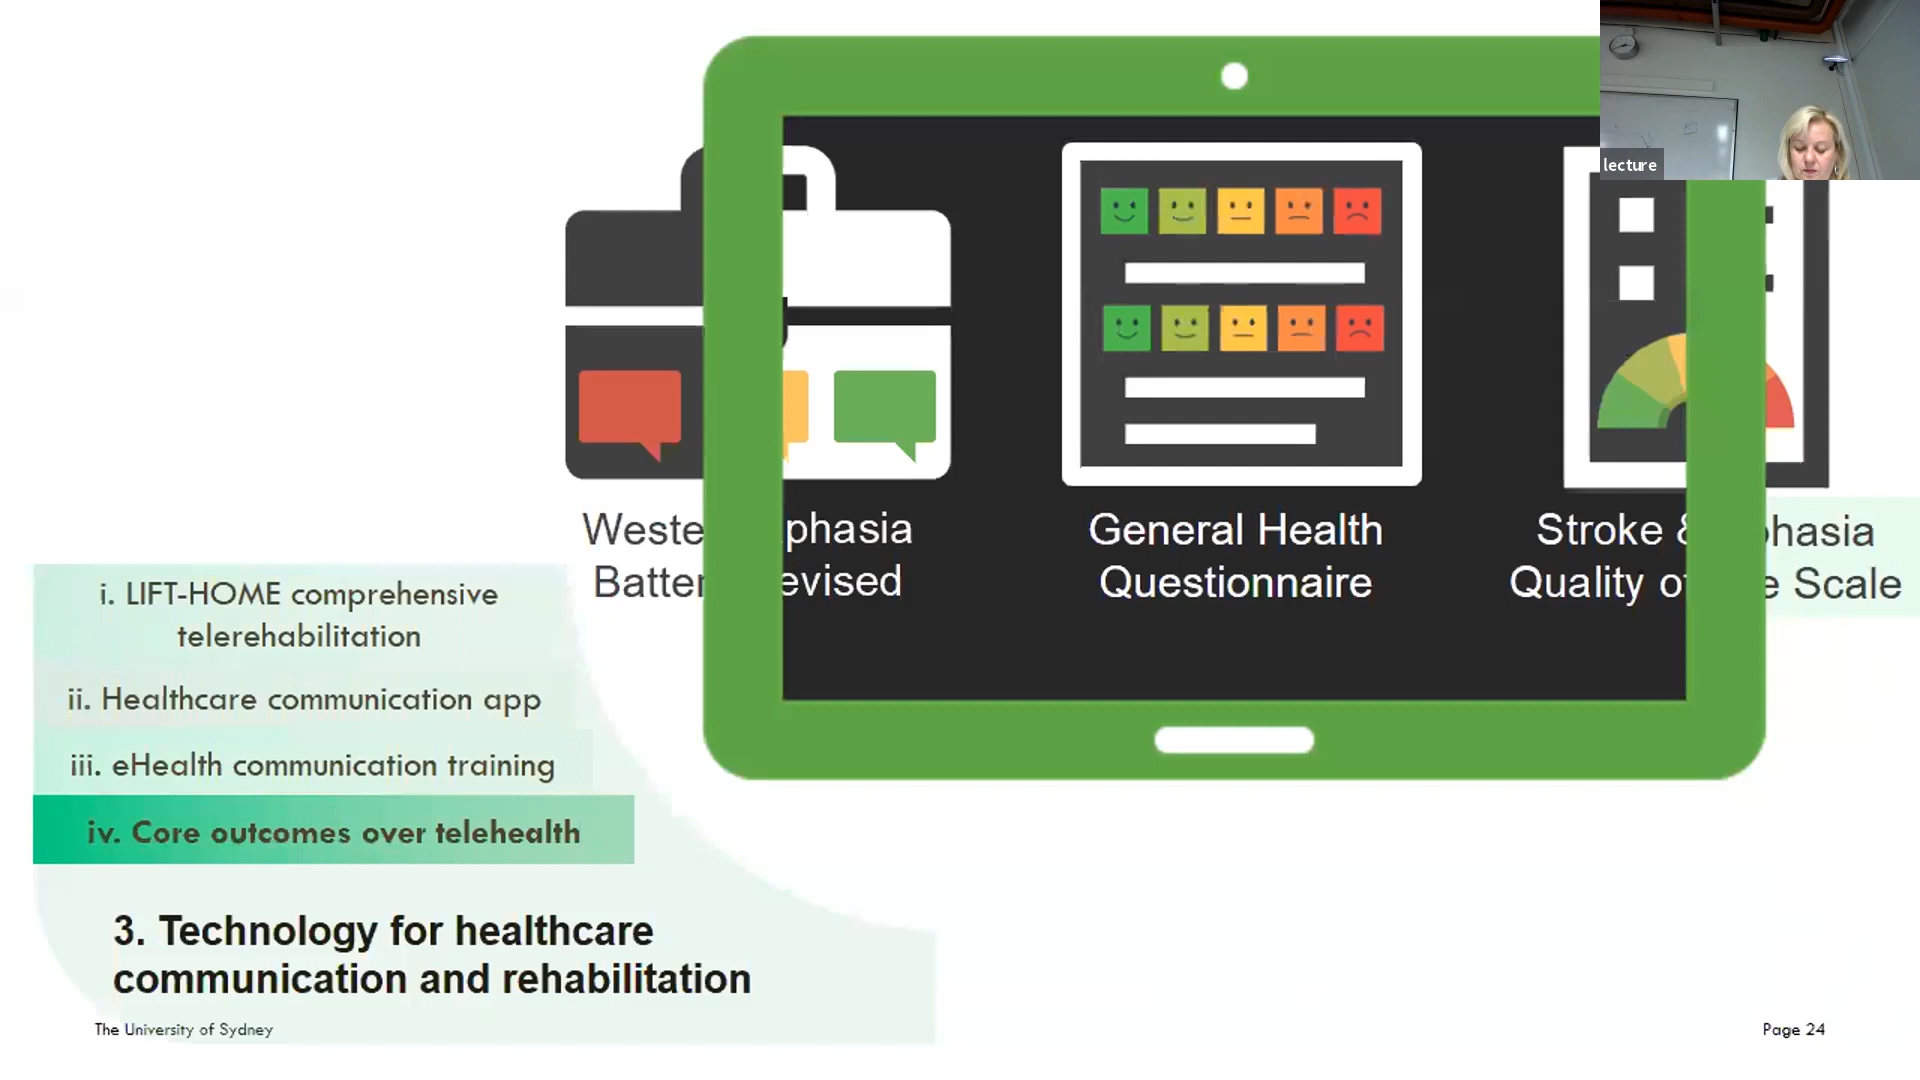 lecture
Weste phasia
Batter evised
General Health
Questionnaire
Stroke & hasia
Quality o e Scale
i. LIFT-HOME comprehensive
telerehabilitation
ii. Healthcare communication app
iii. eHealth communication training
iv. Core outcomes over telehealth
3. Technology for healthcare
communication and rehabilitation
The University of Sydney
Page 24